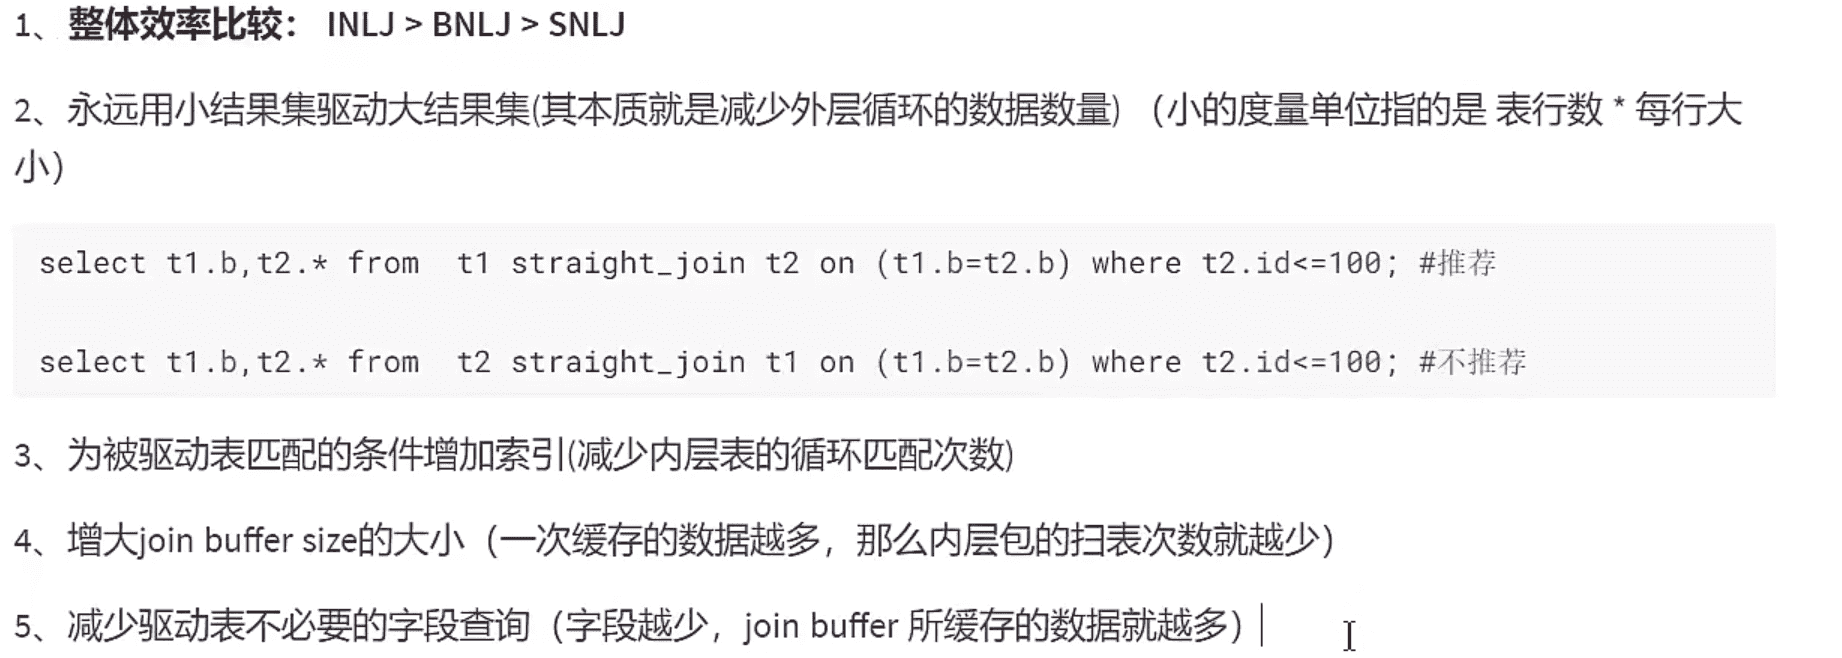 1、整体效率比较： INLJ > BNLJ > SNLJ
2、永远用小结果集驱动大结果集(其本质就是减少外层循环的数据数量) （小的度量单位指的是 表行数 * 每行大
小）
select t1.b,t2.* from  t1 straight_join t2 on (t1.b=t2.b) where t2.id<=100; #推荐
select t1.b,t2.* from  t2 straight_join t1 on (t1.b=t2.b) where t2.id<=100; #不推荐
3、为被驱动表匹配的条件增加索引(减少内层表的循环匹配次数)
4、增大join buffer size的大小（一次缓存的数据越多，那么内层包的扫表次数就越少）
5、减少驱动表不必要的字段查询（字段越少，join buffer 所缓存的数据就越多）